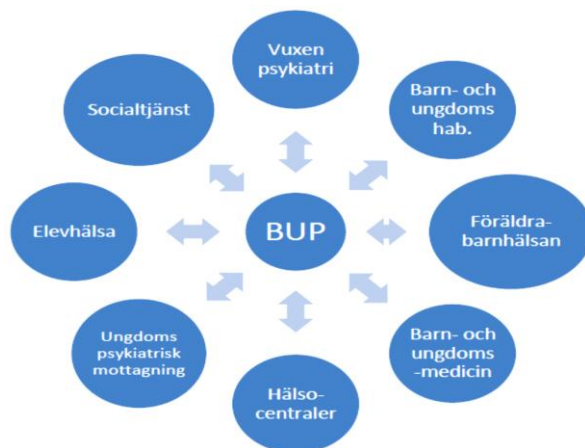 Vuxen
psykiatri
Barn- och
ungdoms
hab.
Socialtjänst
Elevhälsa
BUP
Föräldra-
barnhälsan
Ungdoms
psykiatrisk
mottagning
Barn- och
ungdoms
-medicin
Hälso-
centraler